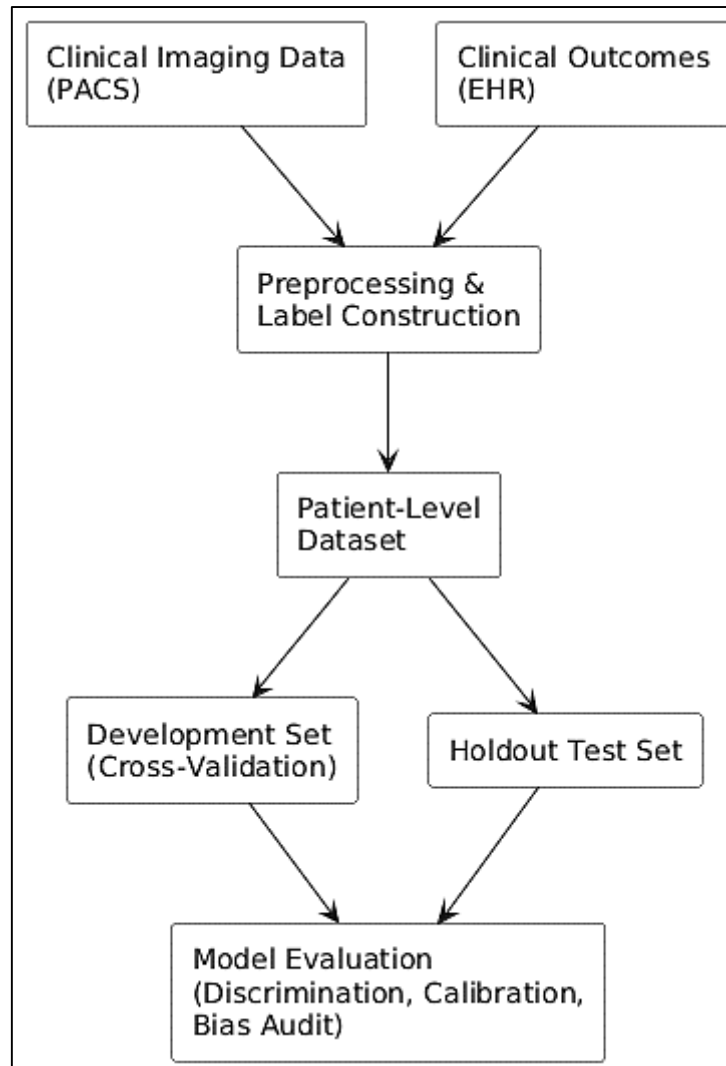 Clinical Imaging Data
(PACS)
Clinical Outcomes
(EHR)
Preprocessing &
Label Construction
Patient-Level
Dataset
Development Set
(Cross-Validation)
Holdout Test Set
Model Evaluation
(Discrimination, Calibration,
Bias Audit)